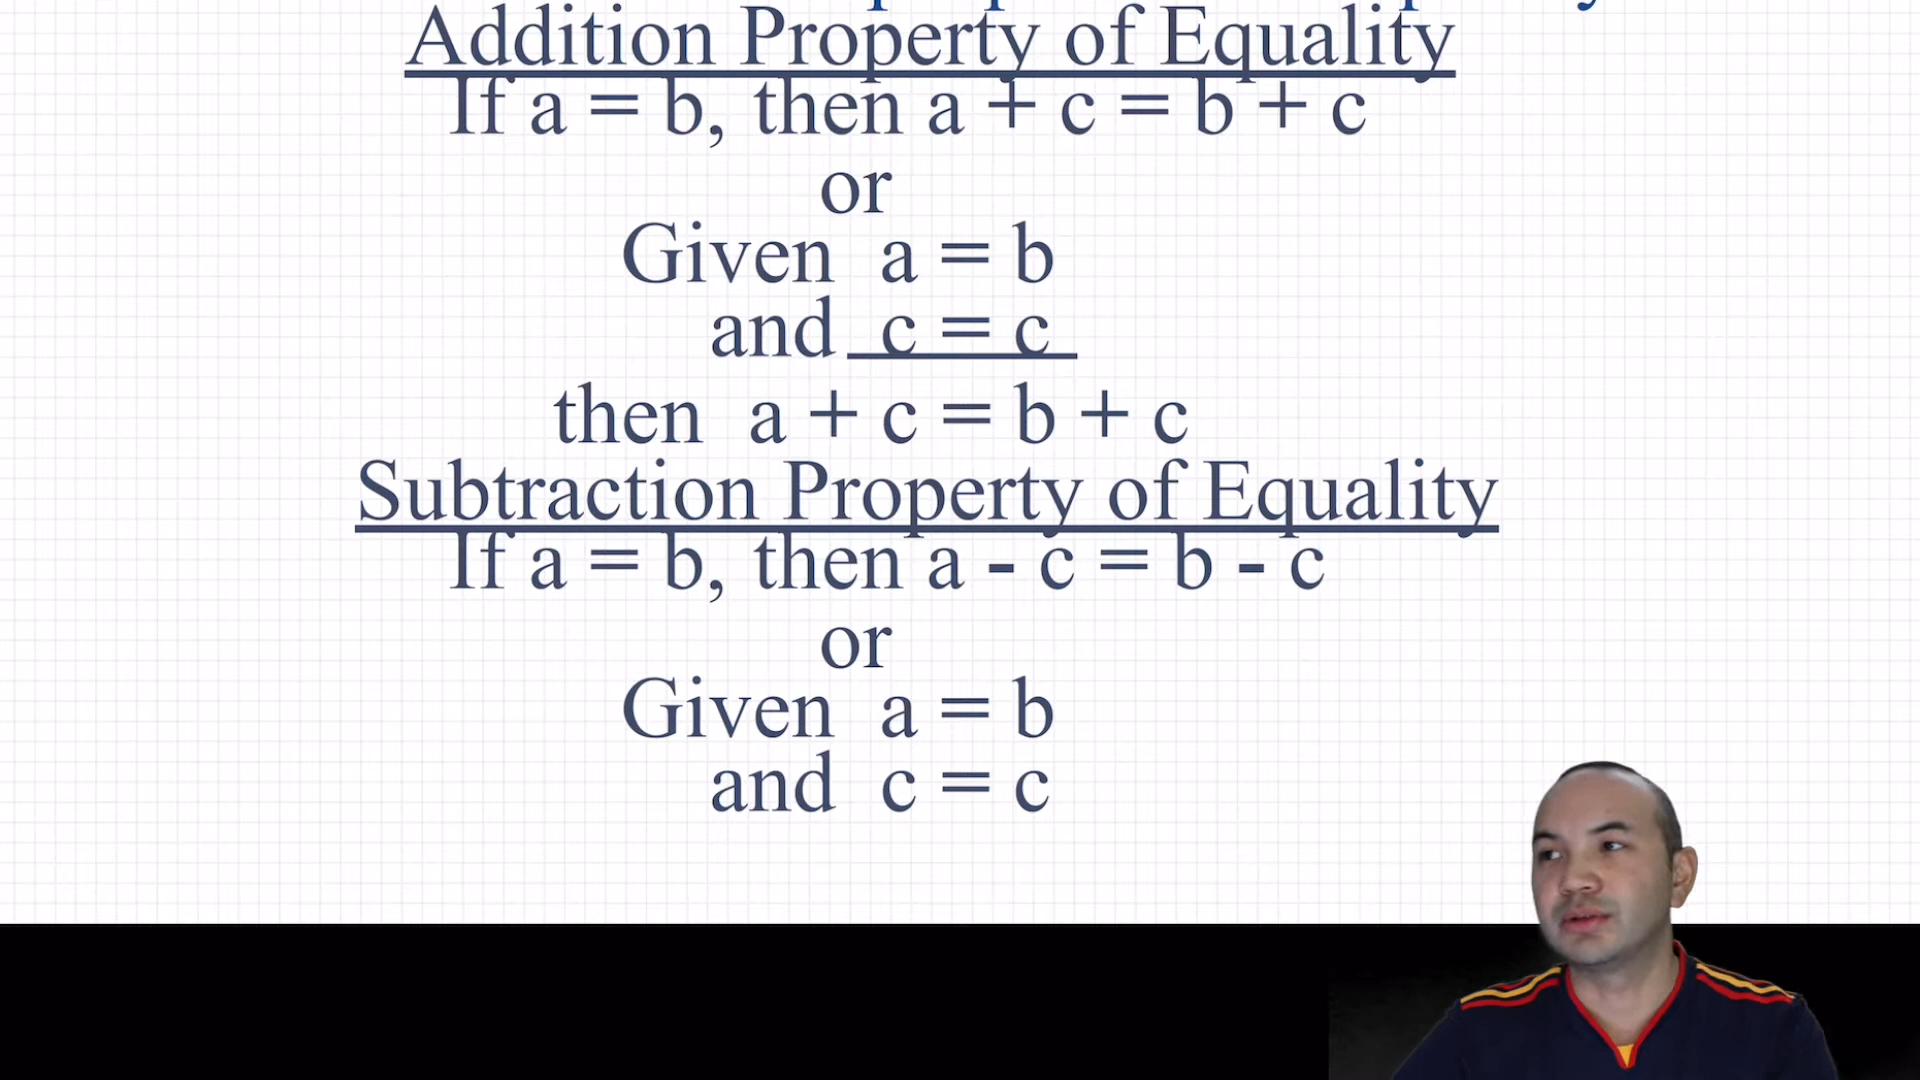 Addition Property of Equality
If a = b, then a + c = b + c
or
Given a = b
and c = c
then a + c = b + c
Subtraction Property of Equality
If a = b, then a - c = b - c
or
Given a = b
and c = c